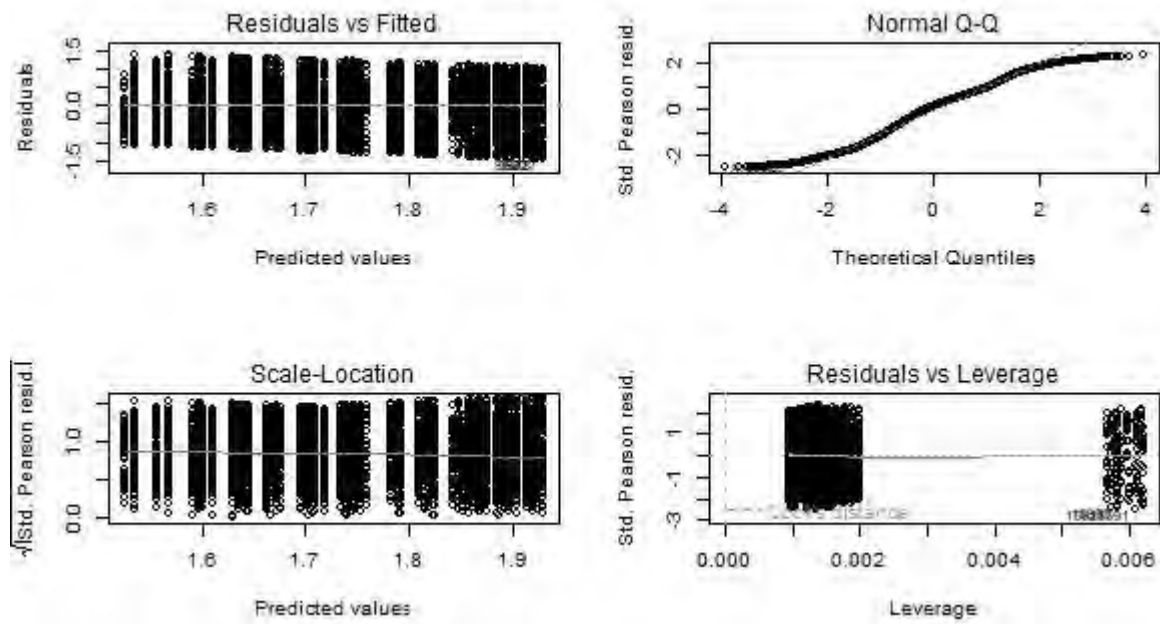 Residuals vs Fitted
Residuals
1.5
0.0
-1.5
1.6
1.7
1.8
1.9
Predicted values
Normal Q-Q
Std. Pearson resid.
2
0
-2
-4
-2
0
2
4
Theoretical Quantiles
Scale-Location
√|Std. Pearson resid.|
1.0
0.0
1.6
1.7
1.8
1.9
Predicted values
Residuals vs Leverage
Std. Pearson resid.
1
-1
-3
distance
0.000
0.002
0.004
0.006
Leverage